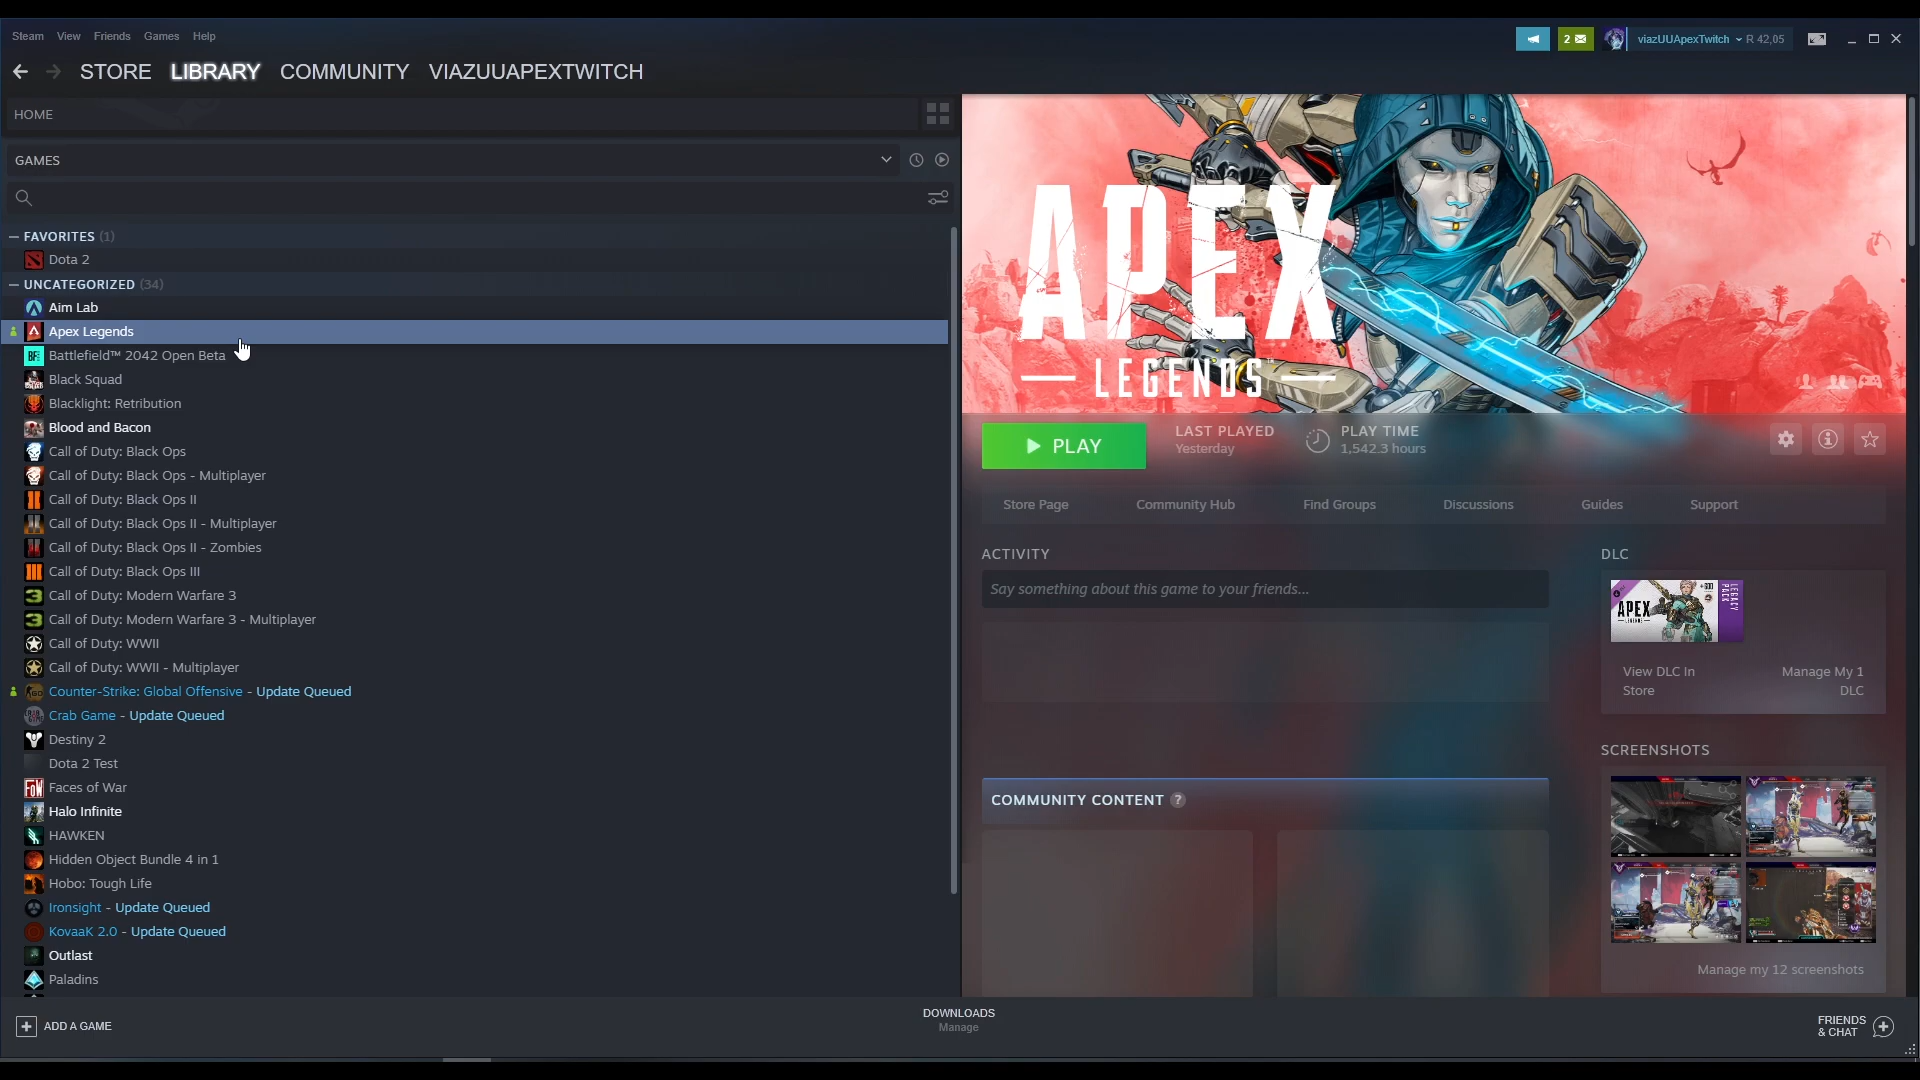 Steam View Friends Games Help
2
viazUUApexTwitch R 42,05
STORE LIBRARY COMMUNITY VIAZUUAPEXTWITCH
HOME
GAMES
FAVORITES (1)
Dota 2
UNCATEGORIZED (34)
Aim Lab
Apex Legends
Battlefield™ 2042 Open Beta
Black Squad
Blacklight: Retribution
Blood and Bacon
Call of Duty: Black Ops
Call of Duty: Black Ops - Multiplayer
Call of Duty: Black Ops II
Call of Duty: Black Ops II - Multiplayer
Call of Duty: Black Ops II - Zombies
Call of Duty: Black Ops III
Call of Duty: Modern Warfare 3
Call of Duty: Modern Warfare 3 - Multiplayer
Call of Duty: WWII
Call of Duty: WWII - Multiplayer
Counter-Strike: Global Offensive - Update Queued
Crab Game - Update Queued
Destiny 2
Dota 2 Test
Faces of War
Halo Infinite
HAWKEN
Hidden Object Bundle 4 in 1
Hobo: Tough Life
Ironsight - Update Queued
KovaaK 2.0 - Update Queued
Outlast
Paladins
ADD A GAME
APEX
LEGENDS™
PLAY
LAST PLAYED
Yesterday
PLAY TIME
1,542.3 hours
Store Page Community Hub Find Groups Discussions Guides Support
ACTIVITY
Say something about this game to your friends...
COMMUNITY CONTENT ?
DLC
APEX
LEGENDS
+600
LEGACY
PACK
View DLC In
Store
Manage My 1
DLC
SCREENSHOTS
Manage my 12 screenshots
DOWNLOADS
Manage
FRIENDS
& CHAT